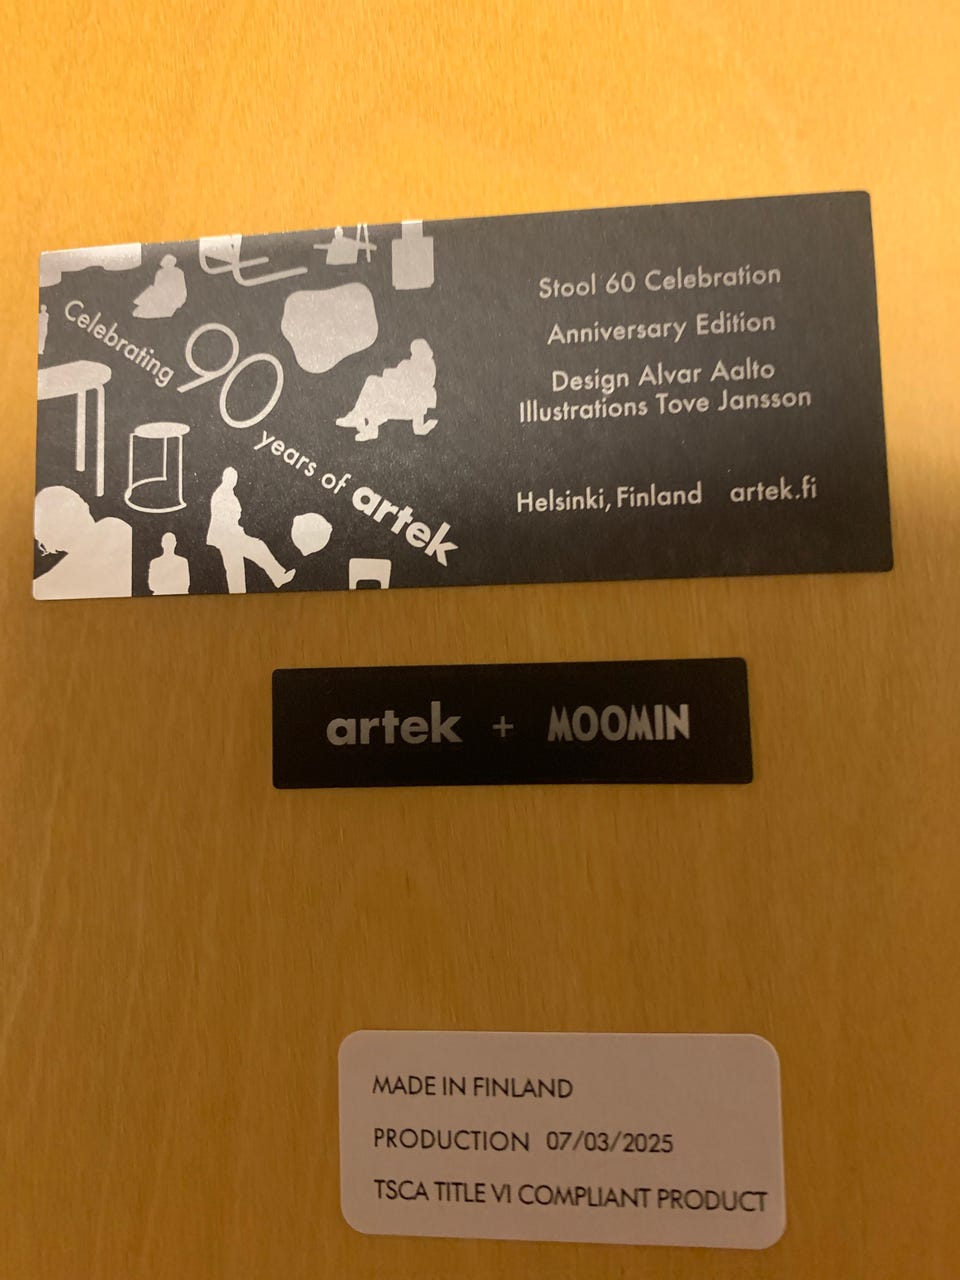 Celebrating
90
years of artek
Stool 60 Celebration
Anniversary Edition
Design Alvar Aalto
Illustrations Tove Jansson
Helsinki, Finland artek.fi
artek + MOOMIN
MADE IN FINLAND
PRODUCTION 07/03/2025
TSCA TITLE VI COMPLIANT PRODUCT